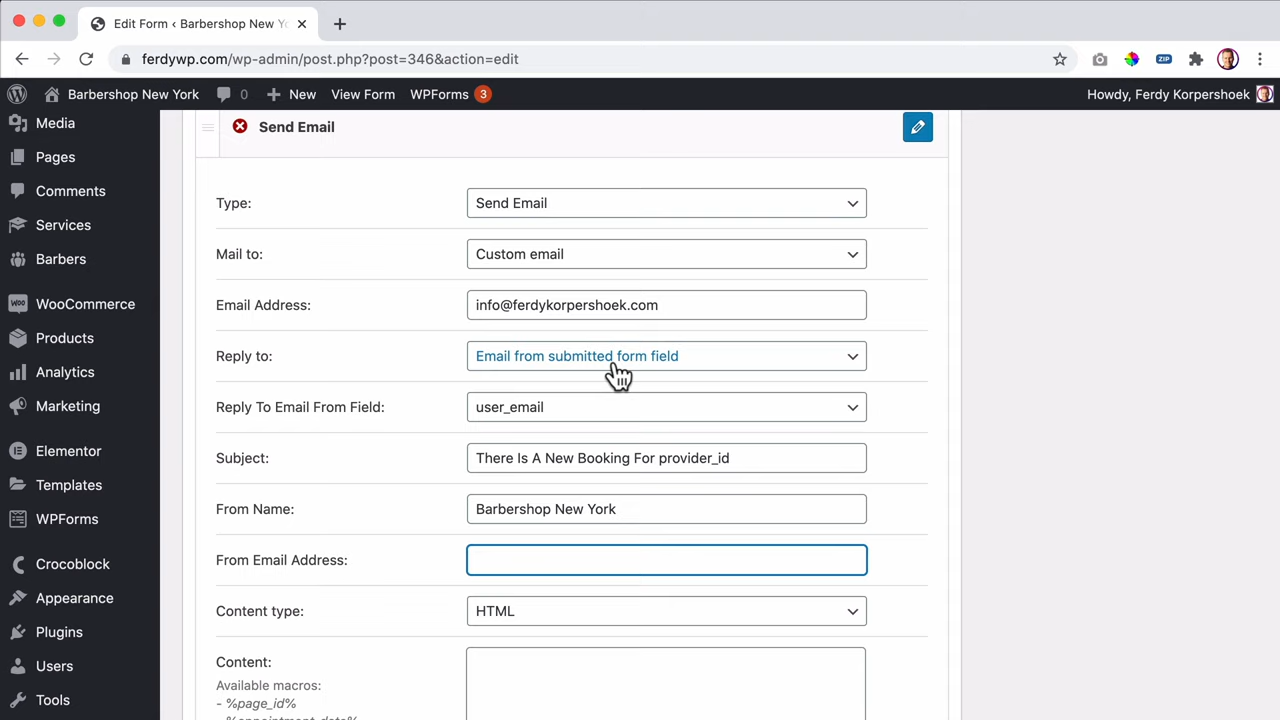 Edit Form ‹ Barbershop New Yo
ferdywp.com/wp-admin/post.php?post=346&action=edit
ZIP
Barbershop New York 0 New View Form WPForms 3 Howdy, Ferdy Korpershoek
Media
Pages
Comments
Services
Barbers
WooCommerce
Products
Analytics
Marketing
Elementor
Templates
WPForms
Crocoblock
Appearance
Plugins
Users
Tools
Send Email
Type: Send Email
Mail to: Custom email
Email Address: info@ferdykorpershoek.com
Reply to: Email from submitted form field
Reply To Email From Field: user_email
Subject: There Is A New Booking For provider_id
From Name: Barbershop New York
From Email Address:
Content type: HTML
Content:
Available macros:
- %page_id%
- %appointment_date%